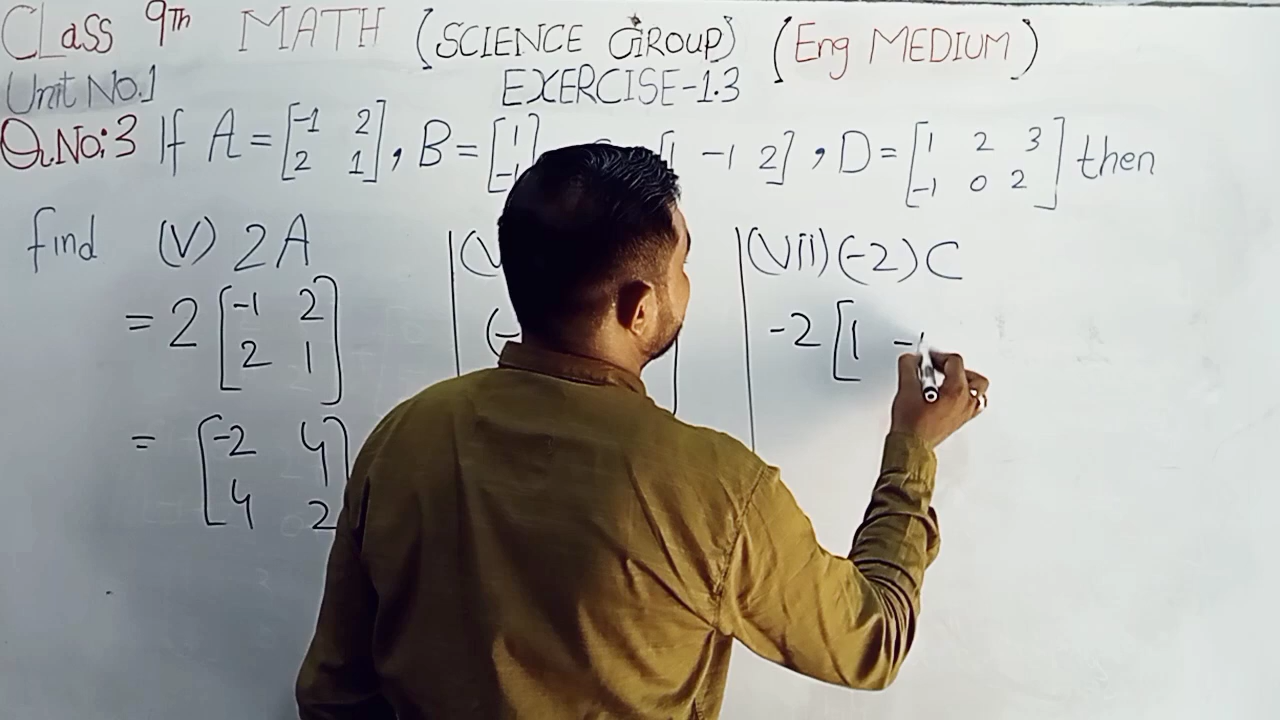 CLass 9Th MATH (SCIENCE GROUP) (Eng MEDIUM)
Unit No.1 EXERCISE-1.3
Q.No:3 If A = [-1 2 , B = [1 [1 -1 2] , D = [1 2 3 then
2 1] -1 -1 0 2]
find (V) 2A (V (Vii) (-2) C
= 2 [-1 2 (- -2 [1 -1
2 1]
= [-2 4
4 2